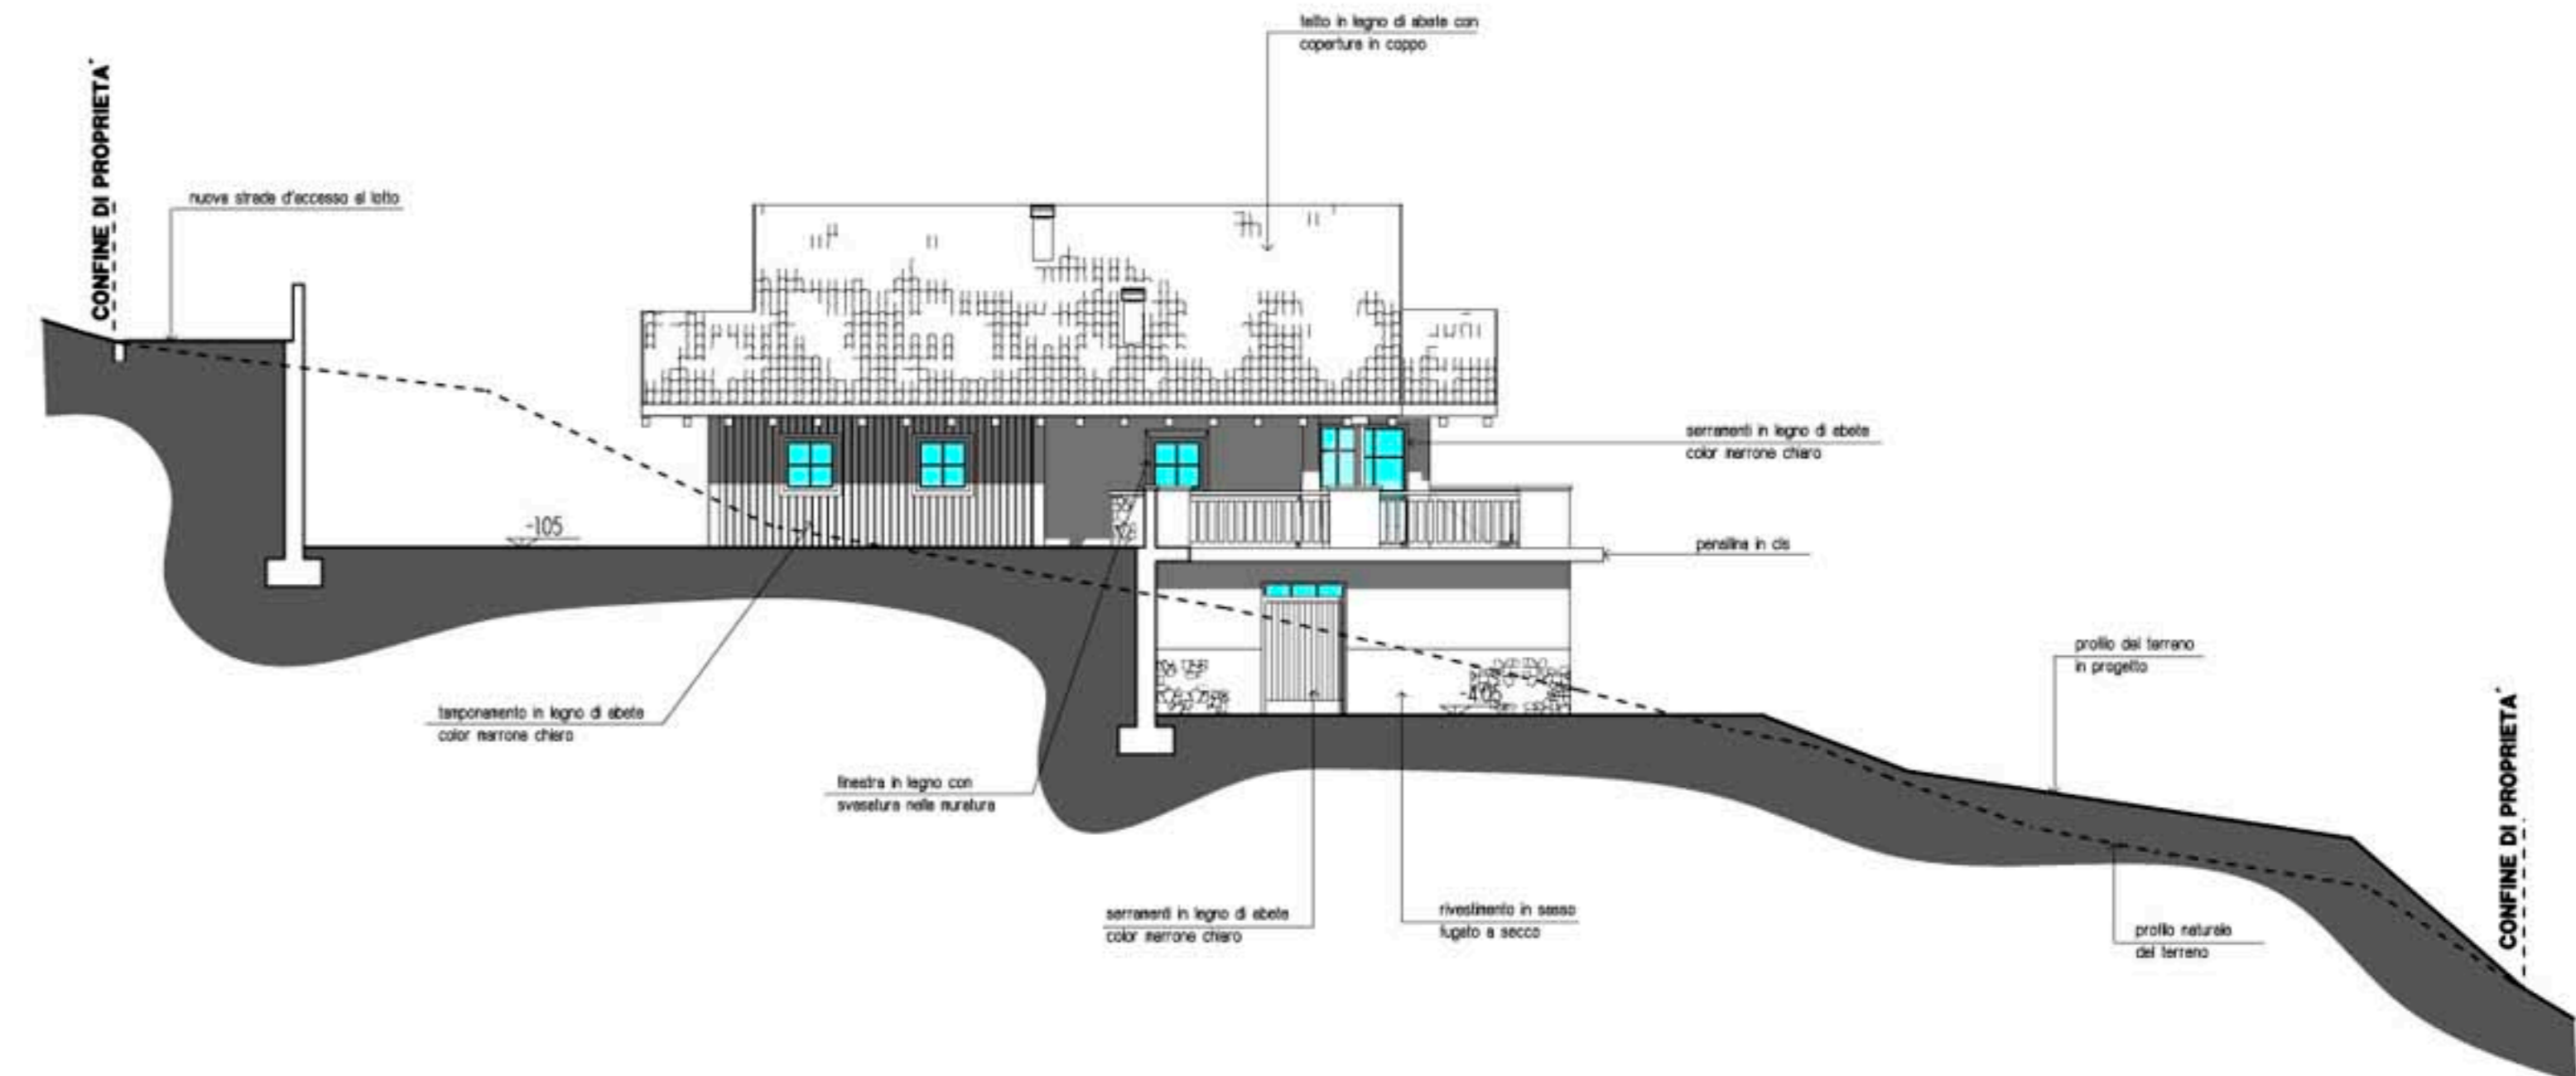 tetto in legno di abete con
copertura in coppo
CONFINE DI PROPRIETA'
nuova strada d'accesso al lotto
serramenti in legno di abete
color marrone chiaro
-105
pensilina in cls
profilo del terreno
in progetto
-405
tamponamento in legno di abete
color marrone chiaro
finestra in legno con
svasatura nella muratura
CONFINE DI PROPRIETA'
serramenti in legno di abete
color marrone chiaro
rivestimento in sasso
fugato a secco
profilo naturale
del terreno